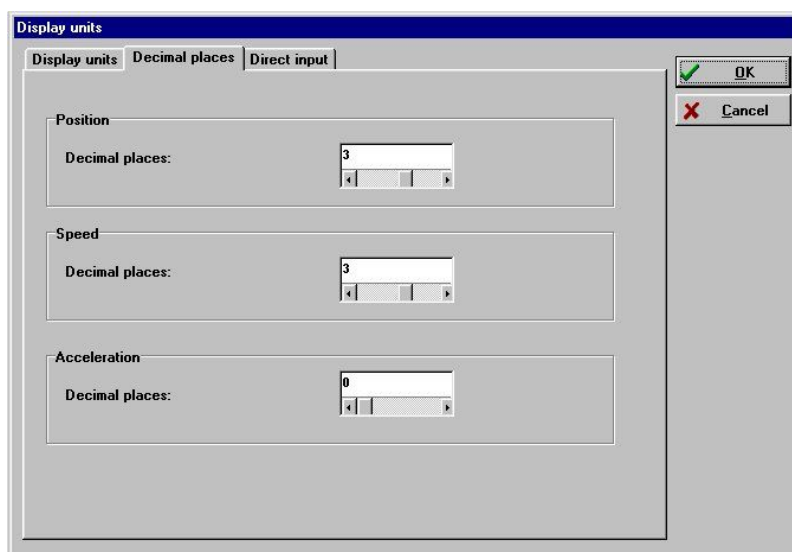 Display units
Display units Decimal places Direct input
OK
Cancel
Position
Decimal places: 3
Speed
Decimal places: 3
Acceleration
Decimal places: 0